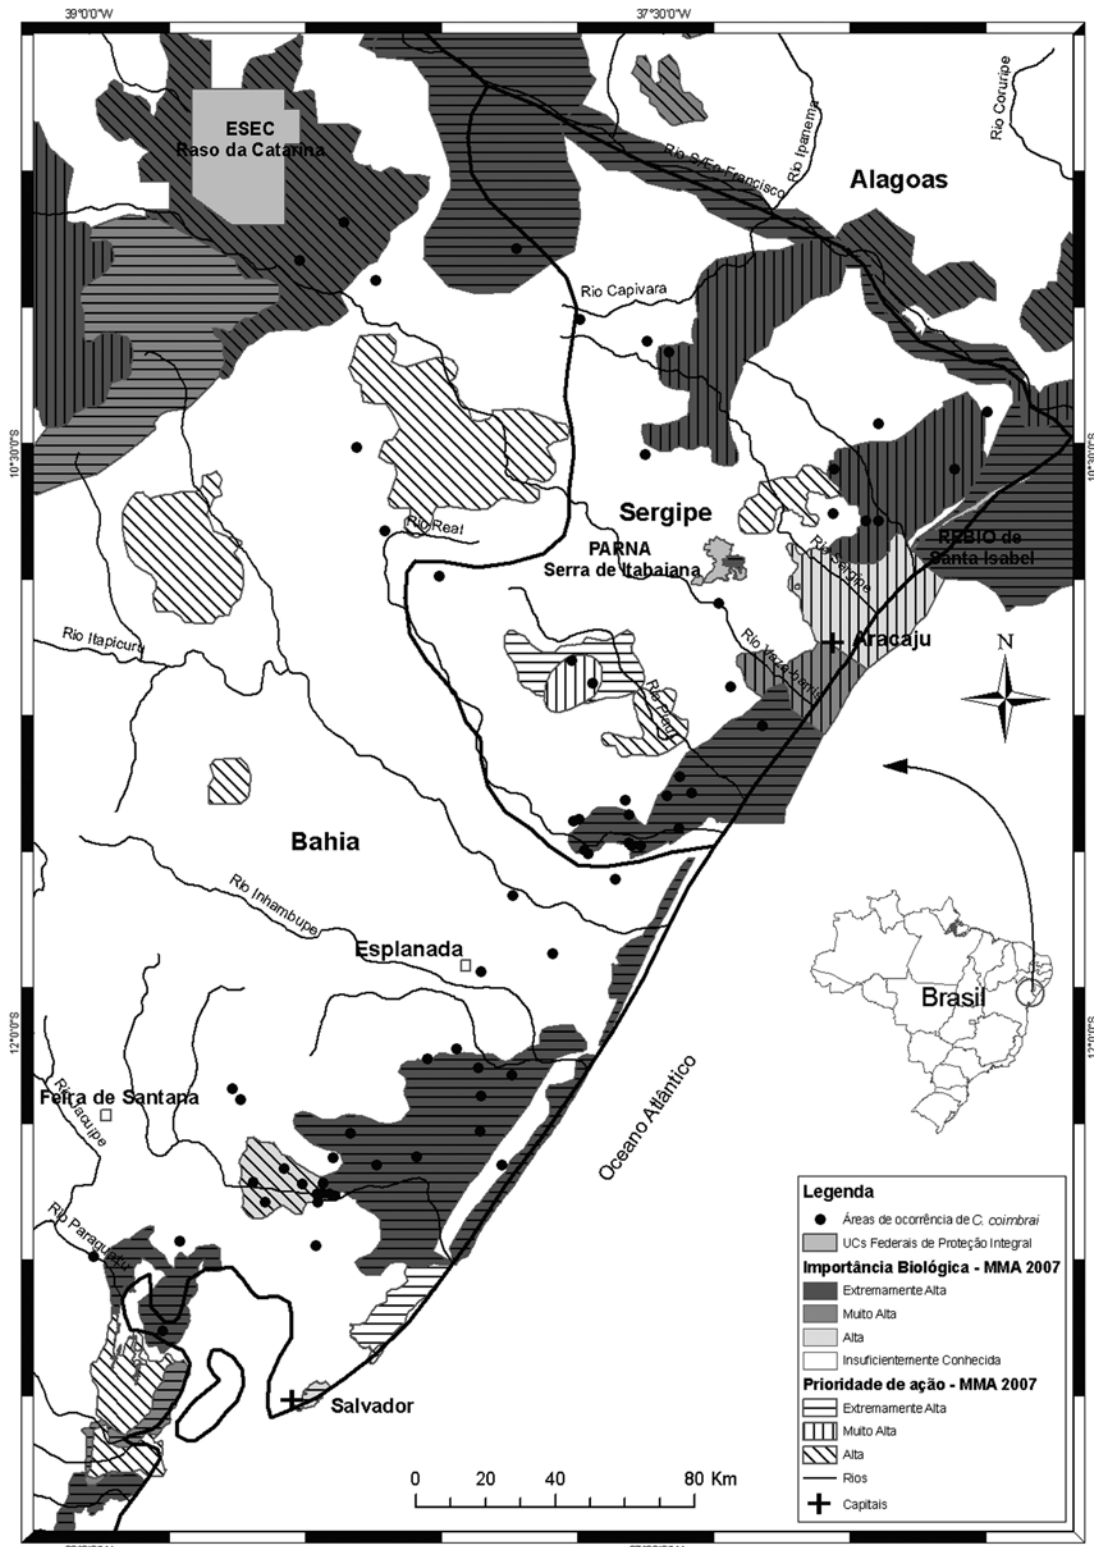 39°0'0"W
37°30'0"W
ESEC
Raso da Catarina
Rio Ipanema
Rio Coruripe
Rio S/Én Francisco
Alagoas
Rio Capivara
10°30'0"S
10°30'0"S
Sergipe
Rio Reat
PARNA
Serra de Itabaiana
REBIO de
Santa Isabel
Rio Sergipe
Rio Itapicuru
Rio Vaza-barris
Aracaju
N
Rio Piauí
Bahia
Rio Inhambupe
Esplanada
Brasil
12°0'0"S
12°0'0"S
Feira de Santana
Rio Jacuípe
Oceano Atlântico
Rio Paraguaçu
Salvador
0 20 40 80 Km
Legenda
Áreas de ocorrência de C. coimbrai
UCs Federais de Proteção Integral
Importância Biológica - MMA 2007
Extremamente Alta
Muito Alta
Alta
Insuficientemente Conhecida
Prioridade de ação - MMA 2007
Extremamente Alta
Muito Alta
Alta
Rios
Capitais